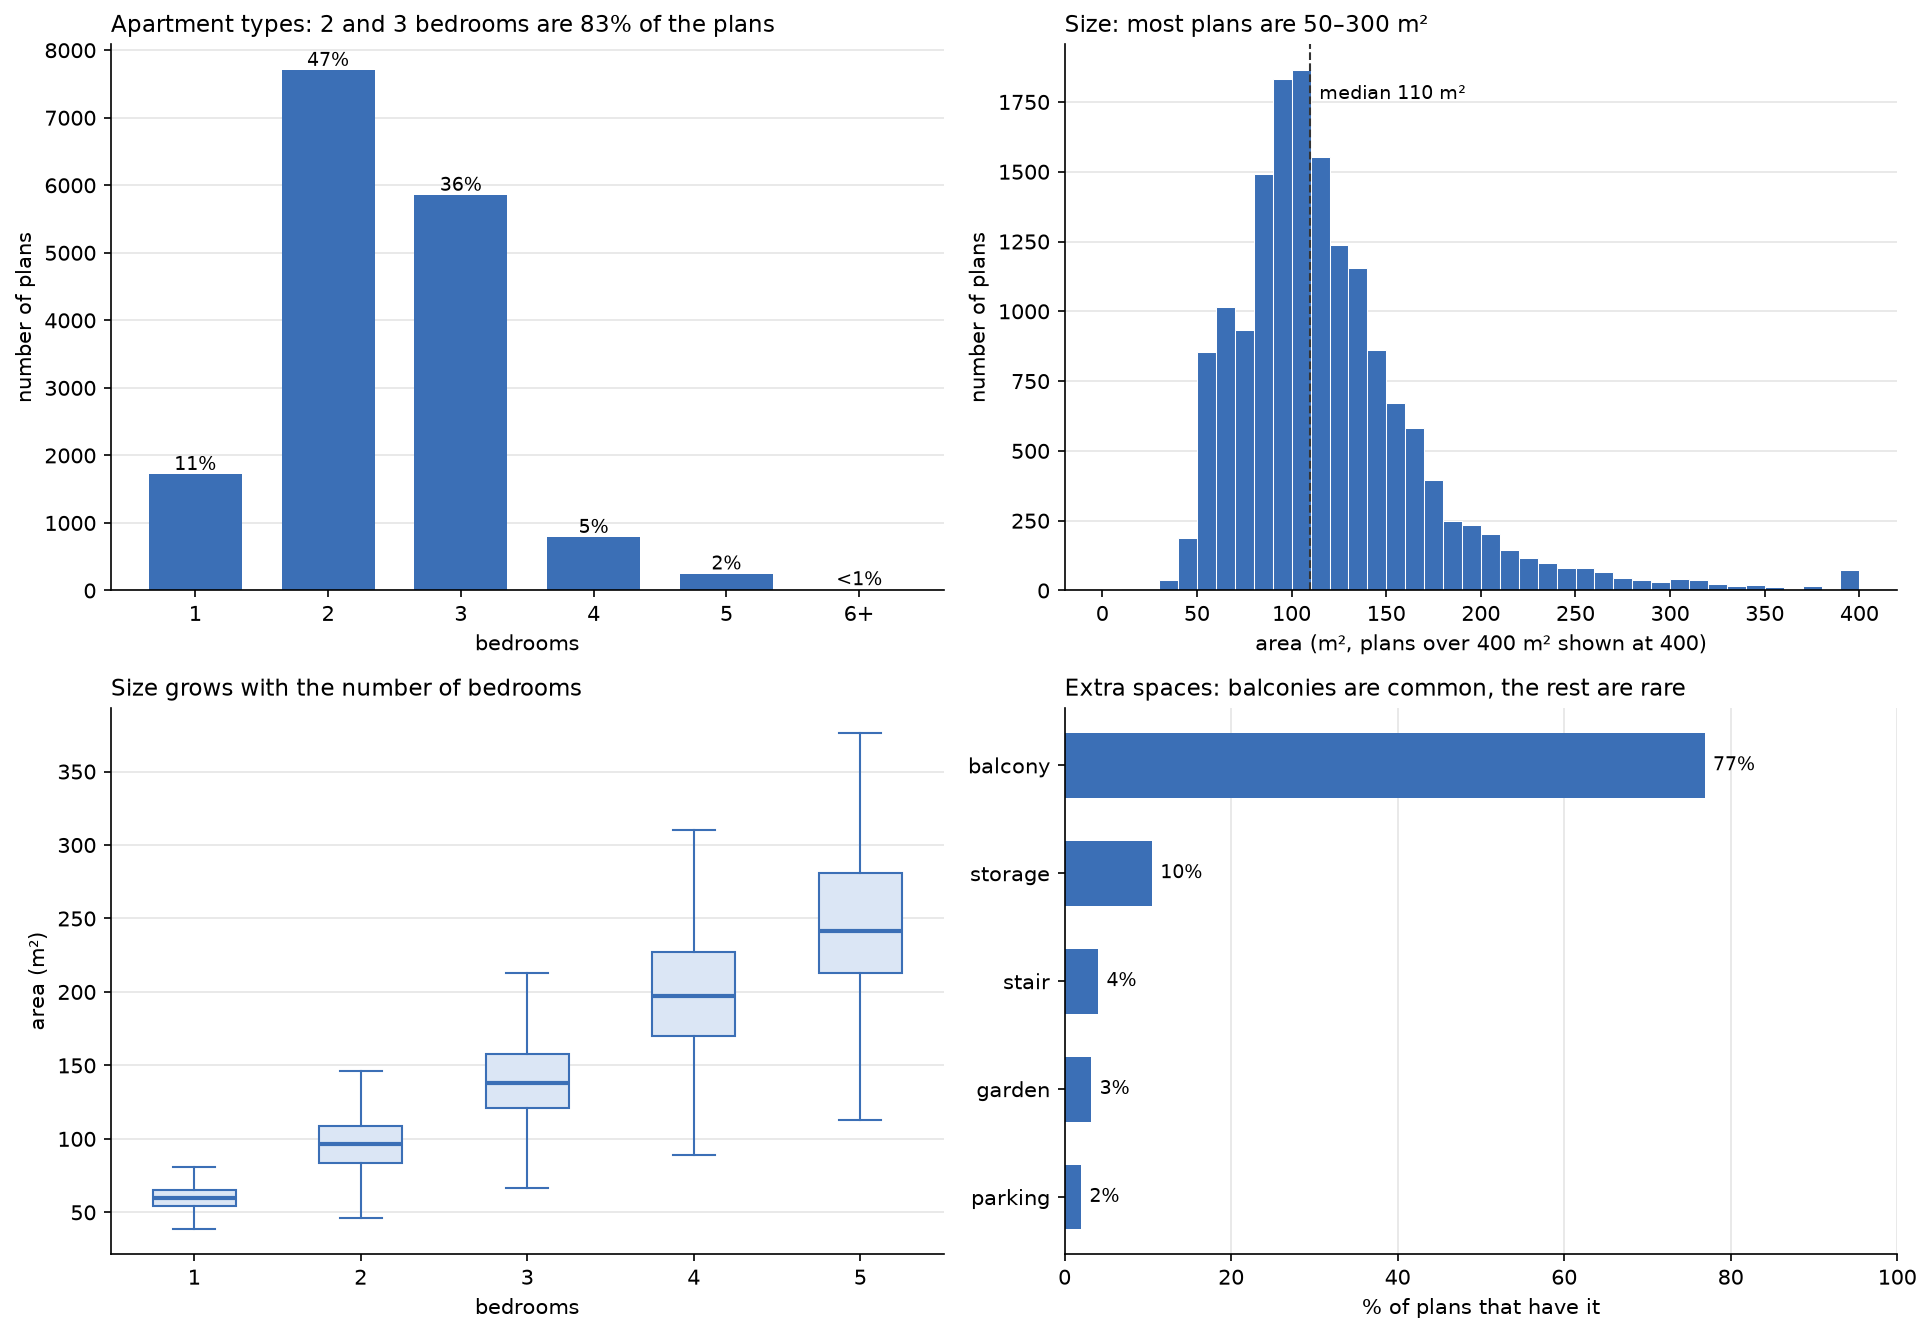 Apartment types: 2 and 3 bedrooms are 83% of the plans
8000
7000
6000
5000
4000
3000
2000
1000
0
number of plans
11%
47%
36%
5%
2%
<1%
1 2 3 4 5 6+
bedrooms
Size: most plans are 50–300 m²
1750
1500
1250
1000
750
500
250
0
number of plans
median 110 m²
0 50 100 150 200 250 300 350 400
area (m², plans over 400 m² shown at 400)
Size grows with the number of bedrooms
350
300
250
200
150
100
50
area (m²)
1 2 3 4 5
bedrooms
Extra spaces: balconies are common, the rest are rare
balcony 77%
storage 10%
stair 4%
garden 3%
parking 2%
0 20 40 60 80 100
% of plans that have it